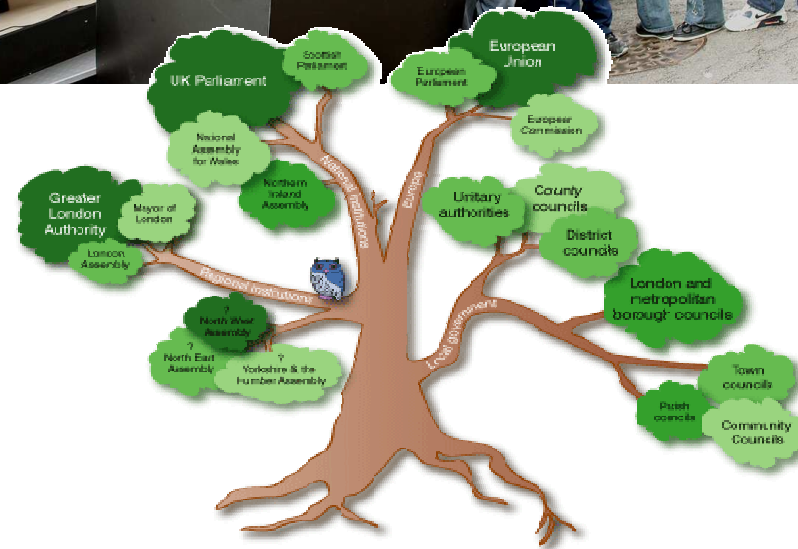 UK Parliament
Scottish
Parliament
European
Union
European
Parliament
European
Commission
National
Assembly
for Wales
Northern
Ireland
Assembly
National institutions
Europe
Greater
London
Authority
Mayor of
London
London
Assembly
Regional institutions
Unitary
authorities
County
councils
District
councils
London and
metropolitan
borough councils
Local government
?
North West
Assembly
?
North East
Assembly
?
Yorkshire & the
Humber Assembly
Town
councils
Parish
councils
Community
Councils